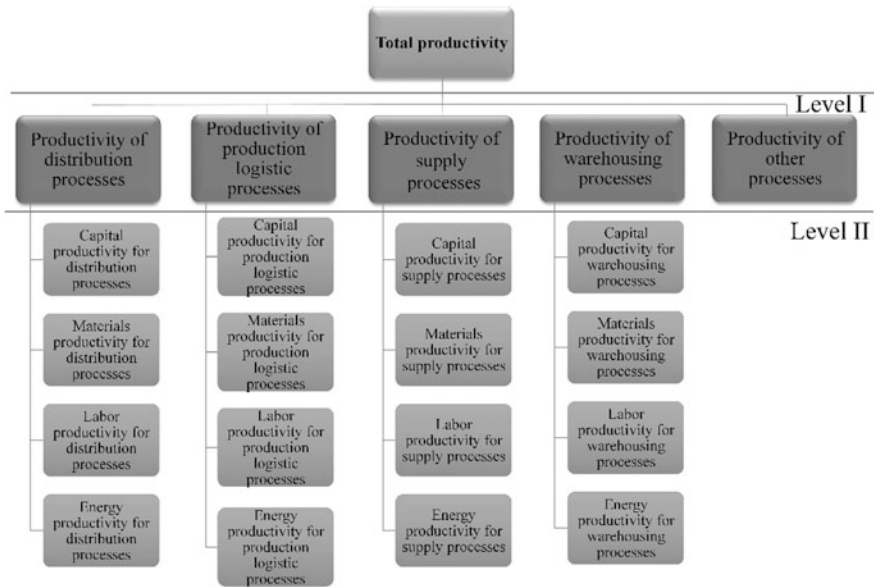 Total productivity
Level I
Productivity of
distribution
processes
Productivity of
production
logistic processes
Productivity of
supply
processes
Productivity of
warehousing
processes
Productivity of
other
processes
Level II
Capital
productivity for
distribution
processes
Materials
productivity for
distribution
processes
Labor
productivity for
distribution
processes
Energy
productivity for
distribution
processes
Capital
productivity for
production
logistic
processes
Materials
productivity for
production
logistic
processes
Labor
productivity for
production
logistic
processes
Energy
productivity for
production
logistic
processes
Capital
productivity for
supply processes
Materials
productivity for
supply processes
Labor
productivity for
supply processes
Energy
productivity for
supply processes
Capital
productivity for
warehousing
processes
Materials
productivity for
warehousing
processes
Labor
productivity for
warehousing
processes
Energy
productivity for
warehousing
processes